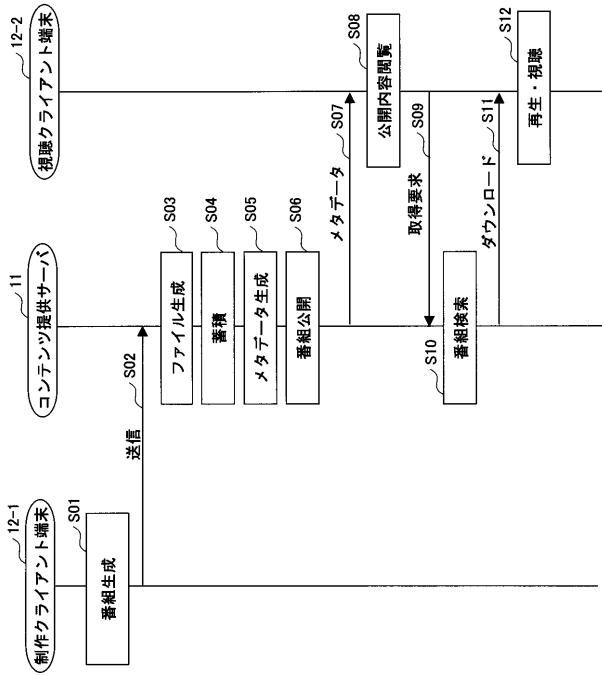 12-1
制作クライアント端末
11
コンテンツ提供サーバ
12-2
視聴クライアント端末
S01
番組生成
送信
S02
S03
ファイル生成
S04
蓄積
S05
メタデータ生成
S06
番組公開
メタデータ
S07
S08
公開内容閲覧
取得要求
S09
S10
番組検索
ダウンロード
S11
S12
再生・視聴